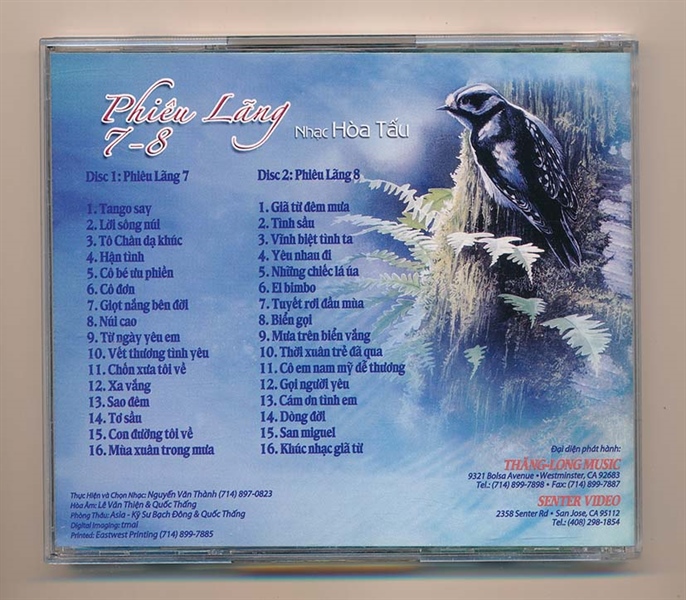 Phiêu Lãng
7-8
Nhạc Hòa Tấu
Disc 1: Phiêu Lãng 7
1. Tango say
2. Lời sông núi
3. Tô Châu dạ khúc
4. Hận tình
5. Cô bé ưu phiền
6. Cô đơn
7. Giọt nắng bên đời
8. Núi cao
9. Từ ngày yêu em
10. Vết thương tình yêu
11. Chốn xưa tôi về
12. Xa vắng
13. Sao đêm
14. Tơ sầu
15. Con đường tôi về
16. Mùa xuân trong mưa
Disc 2: Phiêu Lãng 8
1. Giã từ đêm mưa
2. Tình sầu
3. Vĩnh biệt tình ta
4. Yêu nhau đi
5. Những chiếc lá úa
6. El bimbo
7. Tuyết rơi đầu mùa
8. Biển gọi
9. Mưa trên biển vắng
10. Thời xuân trẻ đã qua
11. Cô em nam mỹ dễ thương
12. Gọi người yêu
13. Cám ơn tình em
14. Dòng đời
15. San miguel
16. Khúc nhạc giã từ
Thực Hiện và Chọn Nhạc: Nguyễn Văn Thành (714) 897-0823
Hòa Âm: Lê Văn Thiện & Quốc Thắng
Phòng Thâu: Asia - Kỹ Sư Bạch Đông & Quốc Thắng
Digital Imaging: tmai
Printed: Eastwest Printing (714) 899-7885
Đại diện phát hành:
THĂNG-LONG MUSIC
9321 Bolsa Avenue • Westminster, CA 92683
Tel.: (714) 899-7898 • Fax: (714) 899-7887
SENTER VIDEO
2358 Senter Rd • San Jose, CA 95112
Tel.: (408) 298-1854